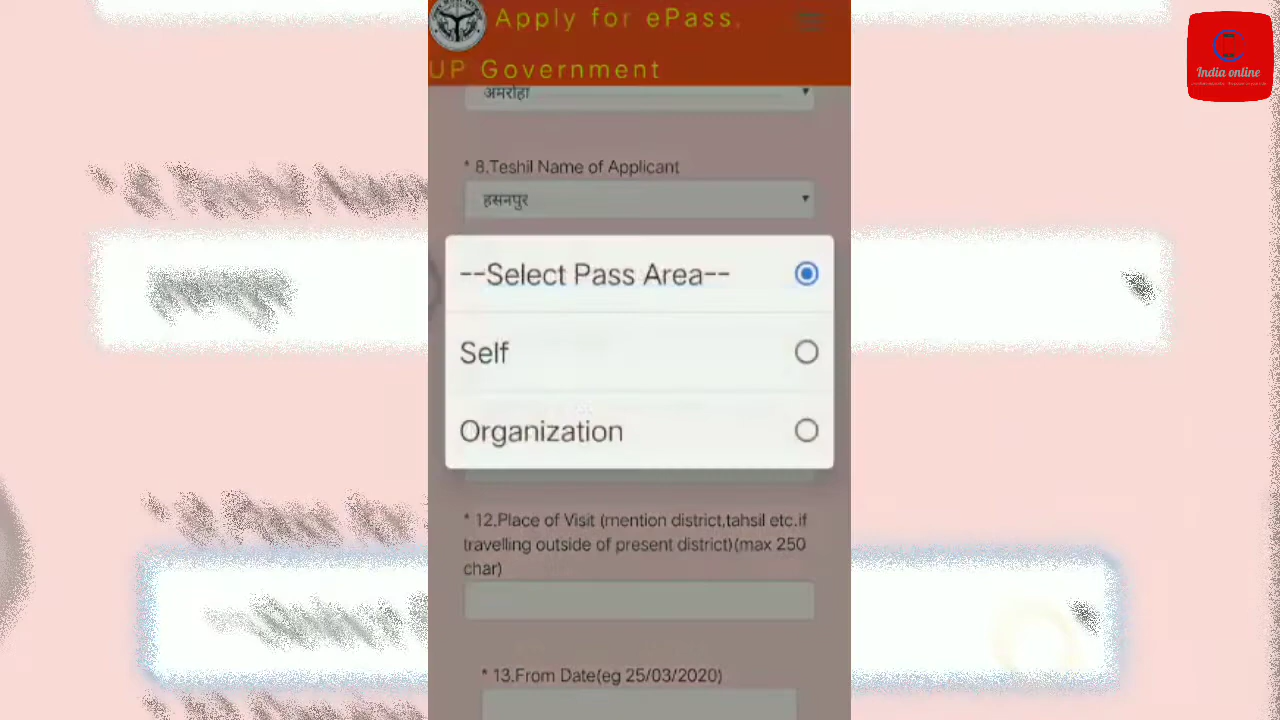 Apply for ePass,
UP Government
India online
अमरोहा
* 8.Teshil Name of Applicant
हसनपुर
--Select Pass Area--
Self
Organization
* 12.Place of Visit (mention district,tahsil etc.if
travelling outside of present district)(max 250
char)
* 13.From Date(eg 25/03/2020)